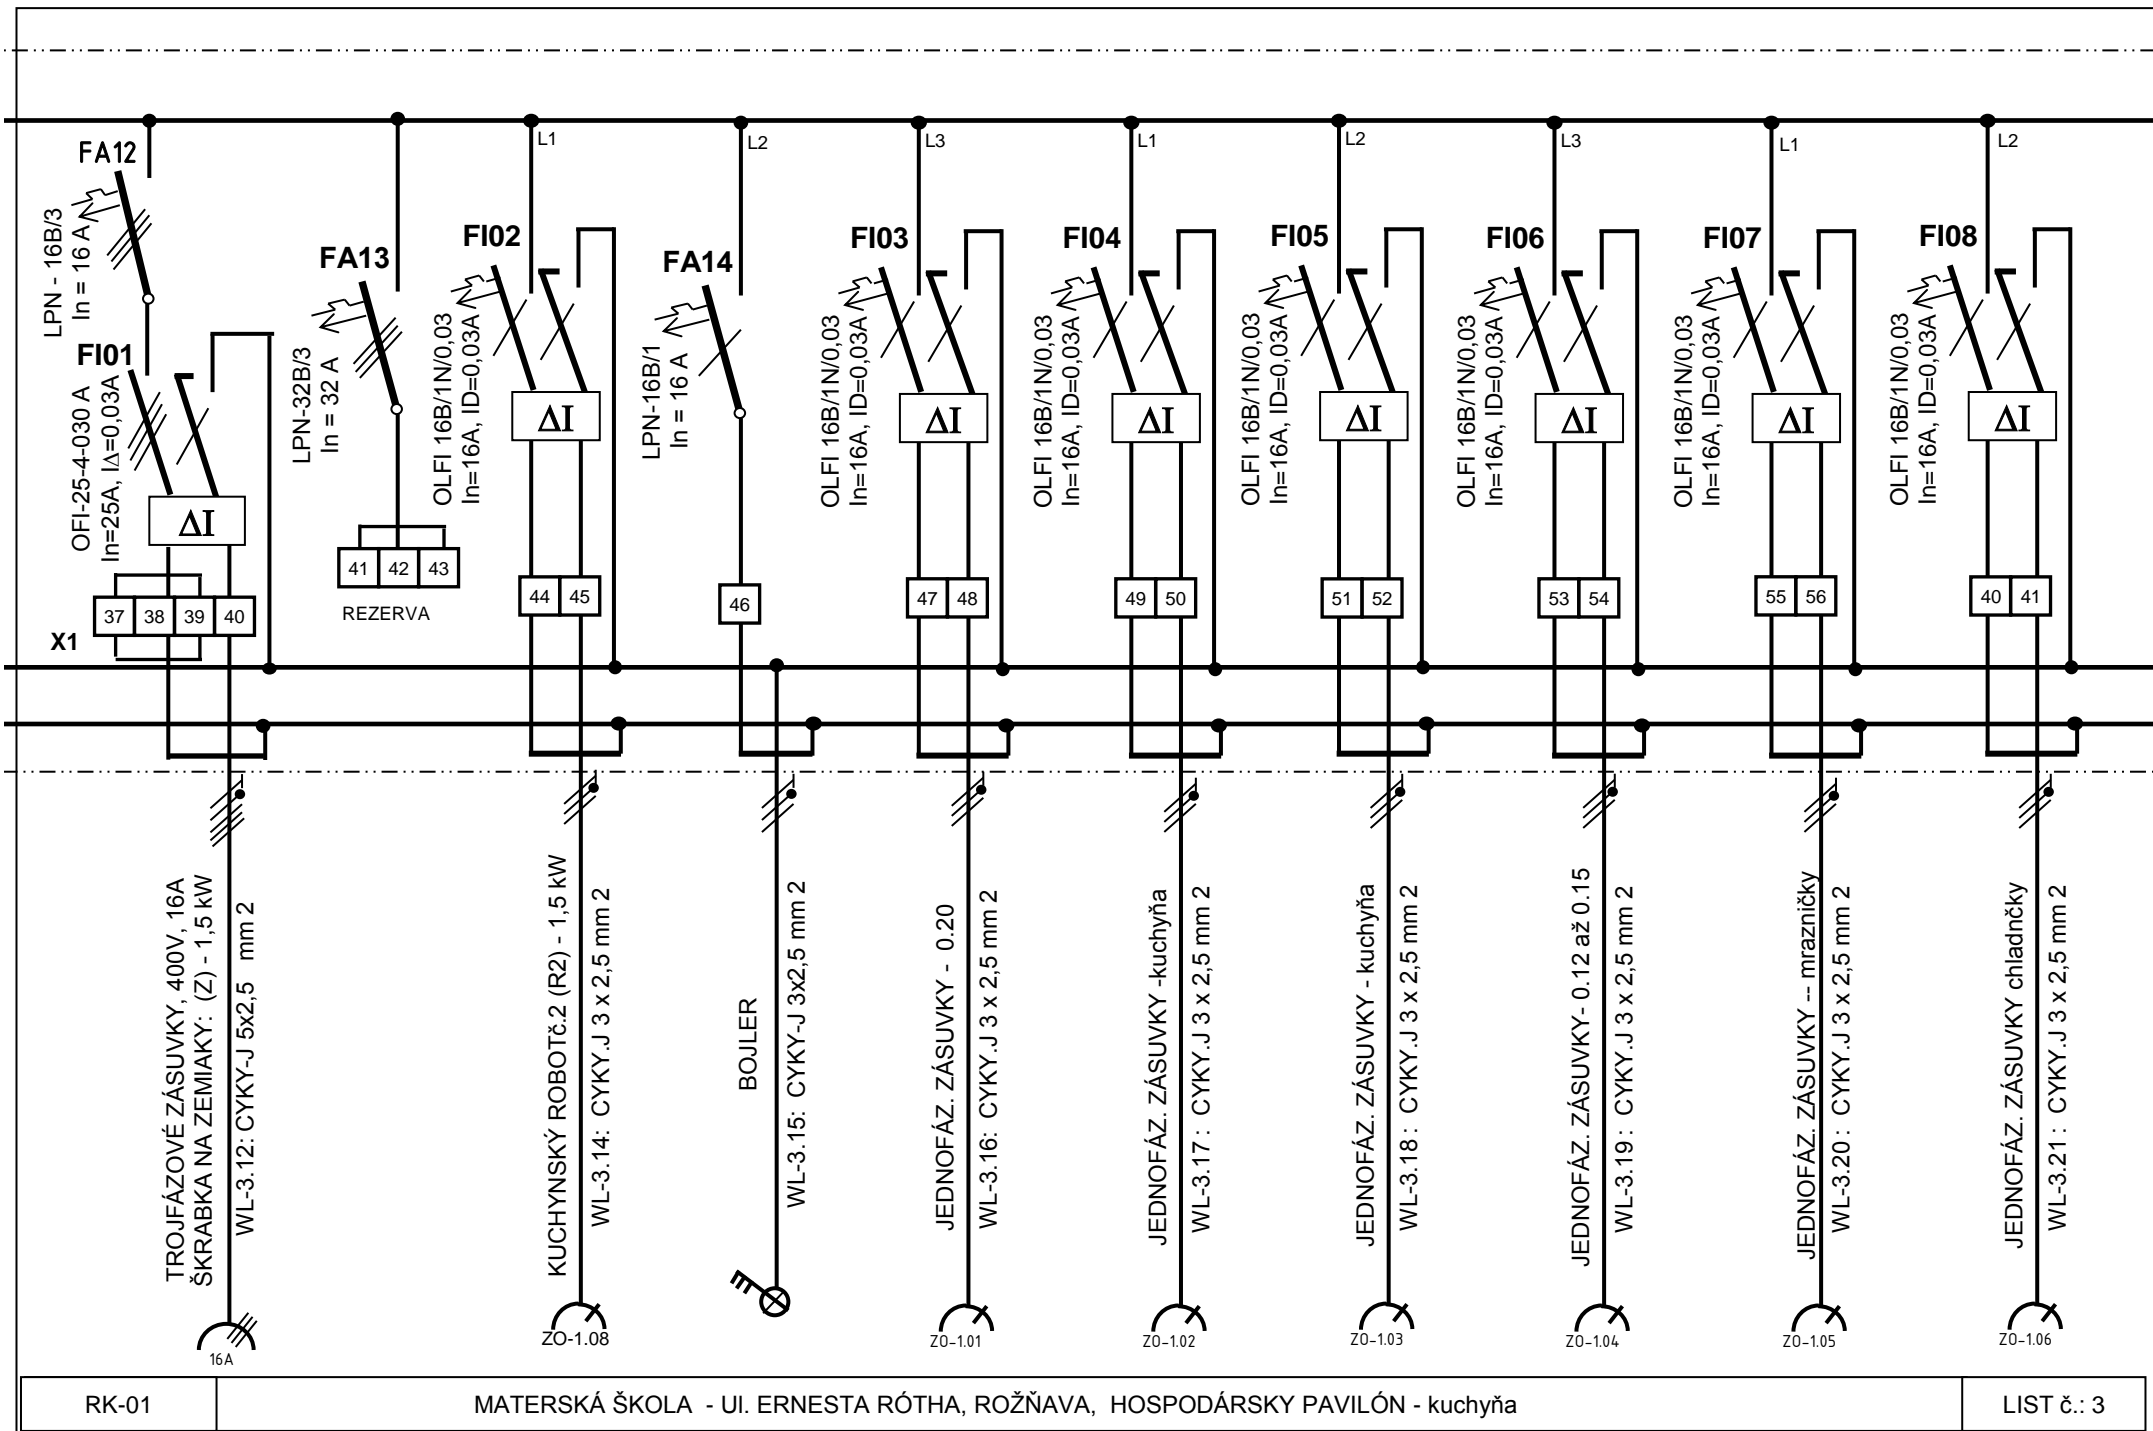 FA12
LPN - 16B/3
In = 16 A
FI01
OFI-25-4-030 A
In=25A, I∆=0,03A
ΔI
37 38 39 40
X1
TROJFÁZOVÉ ZÁSUVKY, 400V, 16A
ŠKRABKA NA ZEMIAKY: (Z) - 1,5 kW
WL-3.12: CYKY-J 5x2,5 mm 2
16A
FA13
LPN-32B/3
In = 32 A
41 42 43
REZERVA
L1
FI02
OLFI 16B/1N/0,03
In=16A, ID=0,03A
ΔI
44 45
KUCHYNSKÝ ROBOTč.2 (R2) - 1,5 kW
WL-3.14: CYKY.J 3 x 2,5 mm 2
ZO-1.08
L2
FA14
LPN-16B/1
In = 16 A
46
BOJLER
WL-3.15: CYKY-J 3x2,5 mm 2
L3
FI03
OLFI 16B/1N/0,03
In=16A, ID=0,03A
ΔI
47 48
JEDNOFÁZ. ZÁSUVKY - 0.20
WL-3.16: CYKY.J 3 x 2,5 mm 2
ZO-1.01
L1
FI04
OLFI 16B/1N/0,03
In=16A, ID=0,03A
ΔI
49 50
JEDNOFÁZ. ZÁSUVKY -kuchyňa
WL-3.17 : CYKY.J 3 x 2,5 mm 2
ZO-1.02
L2
FI05
OLFI 16B/1N/0,03
In=16A, ID=0,03A
ΔI
51 52
JEDNOFÁZ. ZÁSUVKY - kuchyňa
WL-3.18 : CYKY.J 3 x 2,5 mm 2
ZO-1.03
L3
FI06
OLFI 16B/1N/0,03
In=16A, ID=0,03A
ΔI
53 54
JEDNOFÁZ. ZÁSUVKY- 0.12 až 0.15
WL-3.19 : CYKY.J 3 x 2,5 mm 2
ZO-1.04
L1
FI07
OLFI 16B/1N/0,03
In=16A, ID=0,03A
ΔI
55 56
JEDNOFÁZ. ZÁSUVKY -- mrazničky
WL-3.20 : CYKY.J 3 x 2,5 mm 2
ZO-1.05
L2
FI08
OLFI 16B/1N/0,03
In=16A, ID=0,03A
ΔI
40 41
JEDNOFÁZ. ZÁSUVKY chladnčky
WL-3.21 : CYKY.J 3 x 2,5 mm 2
ZO-1.06
RK-01
MATERSKÁ ŠKOLA - Ul. ERNESTA RÓTHA, ROŽŇAVA, HOSPODÁRSKY PAVILÓN - kuchyňa
LIST č.: 3